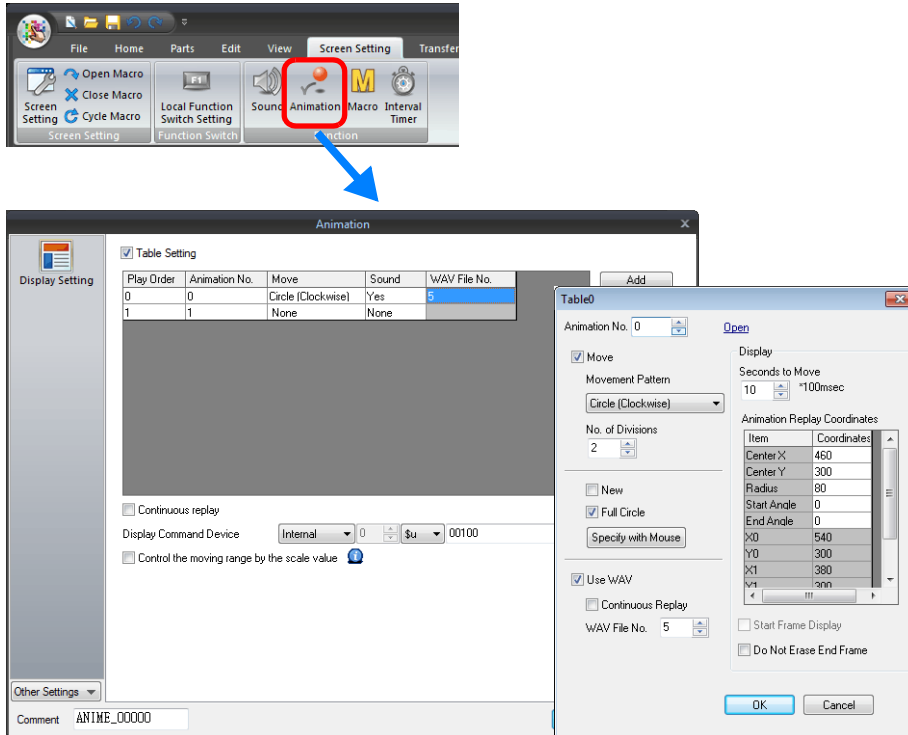 File Home Parts Edit View Screen Setting Transfer
Open Macro
Close Macro
Cycle Macro
Screen Setting
F1
Local Function Switch Setting
Sound Animation Macro Interval Timer
Screen Setting Function Switch Function
Animation
Display Setting
Table Setting
Play Order Animation No. Move Sound WAV File No.
0 0 Circle (Clockwise) Yes 5
1 1 None None
Add
Continuous replay
Display Command Device Internal 0 $u 00100
Control the moving range by the scale value
Other Settings
Comment ANIME_00000
Table0
Animation No. 0 Open
Move
Movement Pattern
Circle (Clockwise)
No. of Divisions
2
New
Full Circle
Specify with Mouse
Use WAV
Continuous Replay
WAV File No. 5
Display
Seconds to Move
10 *100msec
Animation Replay Coordinates
Item Coordinates
Center X 460
Center Y 300
Radius 80
Start Angle 0
End Angle 0
X0 540
Y0 300
X1 380
Y1 300
Start Frame Display
Do Not Erase End Frame
OK Cancel